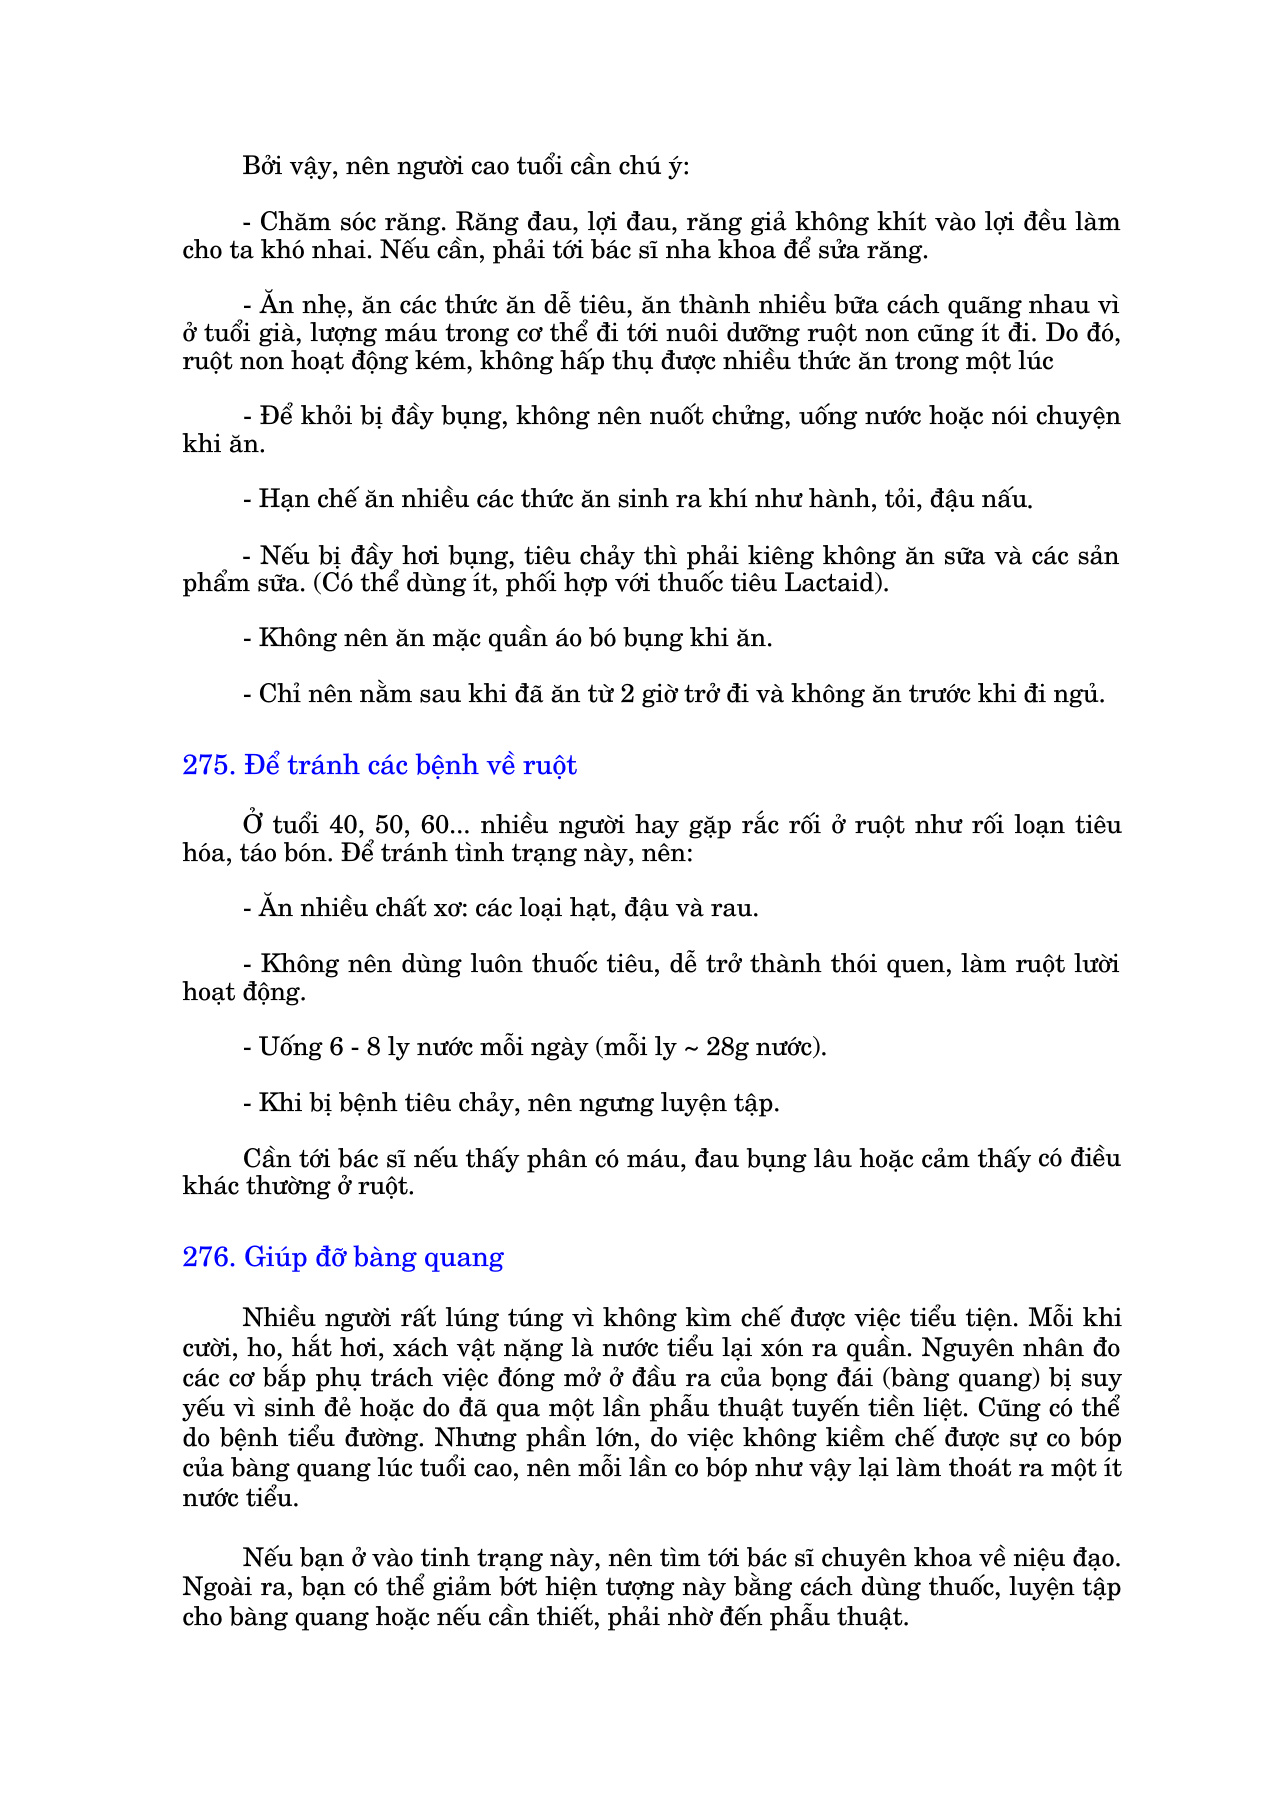 Bởi vậy, nên người cao tuổi cần chú ý:
- Chăm sóc răng. Răng đau, lợi đau, răng giả không khít vào lợi đều làm
cho ta khó nhai. Nếu cần, phải tới bác sĩ nha khoa để sửa răng.
- Ăn nhẹ, ăn các thức ăn dễ tiêu, ăn thành nhiều bữa cách quãng nhau vì
ở tuổi già, lượng máu trong cơ thể đi tới nuôi dưỡng ruột non cũng ít đi. Do đó,
ruột non hoạt động kém, không hấp thụ được nhiều thức ăn trong một lúc
- Để khỏi bị đầy bụng, không nên nuốt chửng, uống nước hoặc nói chuyện
khi ăn.
- Hạn chế ăn nhiều các thức ăn sinh ra khí như hành, tỏi, đậu nấu.
- Nếu bị đầy hơi bụng, tiêu chảy thì phải kiêng không ăn sữa và các sản
phẩm sữa. (Có thể dùng ít, phối hợp với thuốc tiêu Lactaid).
- Không nên ăn mặc quần áo bó bụng khi ăn.
- Chỉ nên nằm sau khi đã ăn từ 2 giờ trở đi và không ăn trước khi đi ngủ.
275. Để tránh các bệnh về ruột
Ở tuổi 40, 50, 60... nhiều người hay gặp rắc rối ở ruột như rối loạn tiêu
hóa, táo bón. Để tránh tình trạng này, nên:
- Ăn nhiều chất xơ: các loại hạt, đậu và rau.
- Không nên dùng luôn thuốc tiêu, dễ trở thành thói quen, làm ruột lười
hoạt động.
- Uống 6 - 8 ly nước mỗi ngày (mỗi ly ~ 28g nước).
- Khi bị bệnh tiêu chảy, nên ngưng luyện tập.
Cần tới bác sĩ nếu thấy phân có máu, đau bụng lâu hoặc cảm thấy có điều
khác thường ở ruột.
276. Giúp đỡ bàng quang
Nhiều người rất lúng túng vì không kìm chế được việc tiểu tiện. Mỗi khi
cười, ho, hắt hơi, xách vật nặng là nước tiểu lại xón ra quần. Nguyên nhân đo
các cơ bắp phụ trách việc đóng mở ở đầu ra của bọng đái (bàng quang) bị suy
yếu vì sinh đẻ hoặc do đã qua một lần phẫu thuật tuyến tiền liệt. Cũng có thể
do bệnh tiểu đường. Nhưng phần lớn, do việc không kiềm chế được sự co bóp
của bàng quang lúc tuổi cao, nên mỗi lần co bóp như vậy lại làm thoát ra một ít
nước tiểu.
Nếu bạn ở vào tinh trạng này, nên tìm tới bác sĩ chuyên khoa về niệu đạo.
Ngoài ra, bạn có thể giảm bớt hiện tượng này bằng cách dùng thuốc, luyện tập
cho bàng quang hoặc nếu cần thiết, phải nhờ đến phẫu thuật.